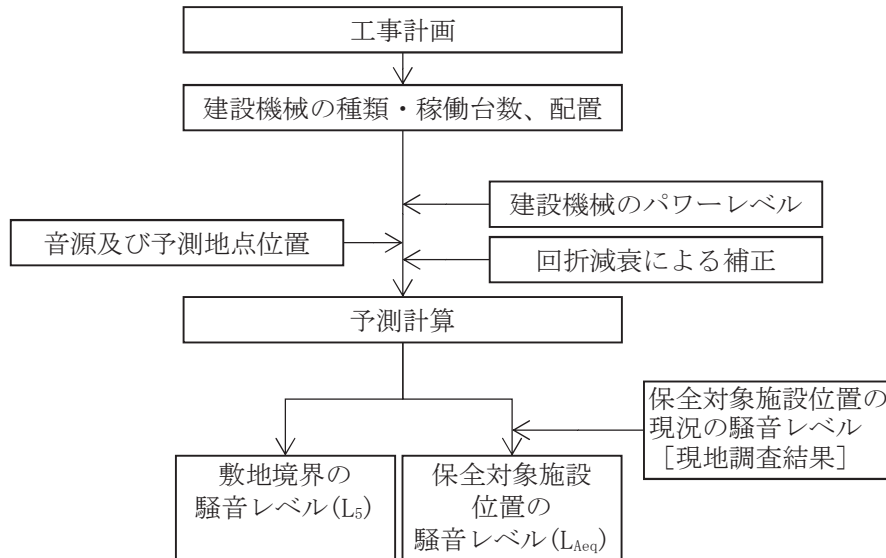 工事計画
建設機械の種類・稼働台数、配置
建設機械のパワーレベル
音源及び予測地点位置
回折減衰による補正
予測計算
保全対象施設位置の
現況の騒音レベル
[現地調査結果]
敷地境界の
騒音レベル(L₅)
保全対象施設
位置の
騒音レベル(LAeq)